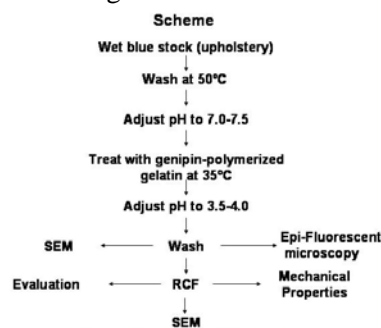 Scheme
Wet blue stock (upholstery)
Wash at 50ºC
Adjust pH to 7.0-7.5
Treat with genipin-polymerized
gelatin at 35ºC
Adjust pH to 3.5-4.0
SEM
Wash
Epi-Fluorescent
microscopy
Evaluation
RCF
Mechanical
Properties
SEM